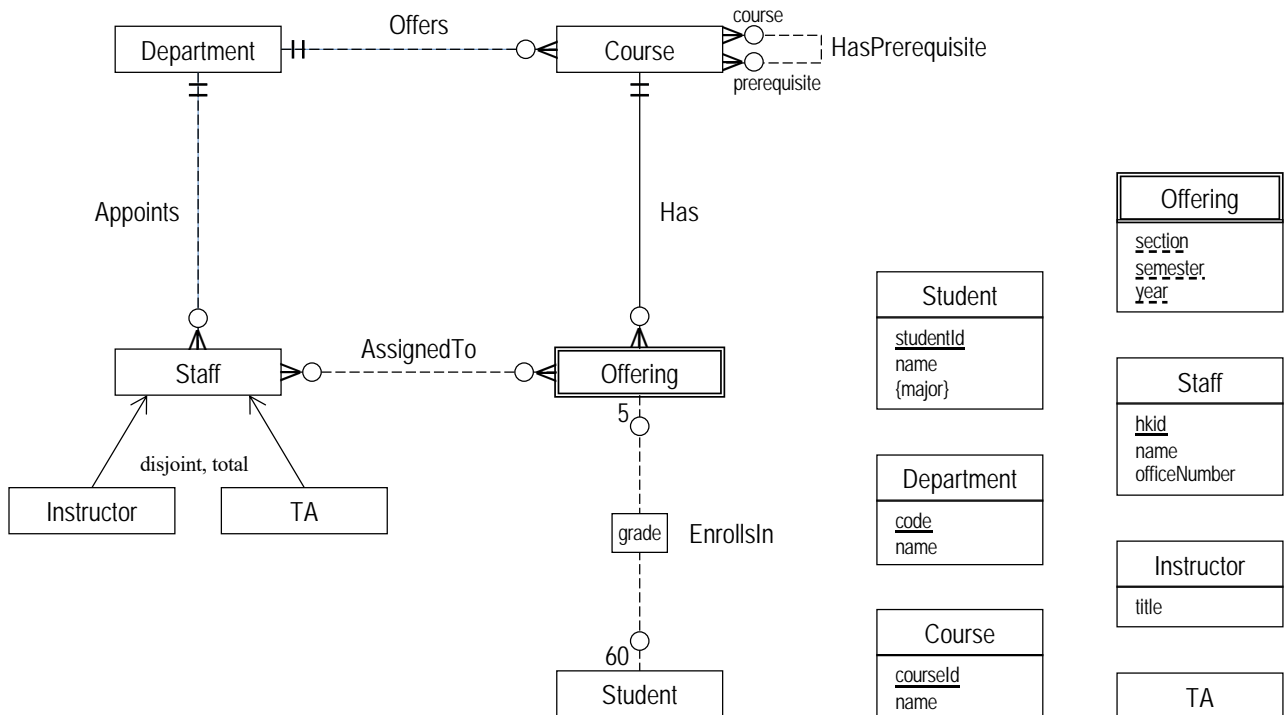 Offers
course
Department
Course
HasPrerequisite
prerequisite
Appoints
Has
Staff
AssignedTo
Offering
5
disjoint, total
Instructor
TA
grade
EnrollsIn
60
Student
Student
studentId
name
{major}
Department
code
name
Course
courseId
name
Offering
section
semester
year
Staff
hkid
name
officeNumber
Instructor
title
TA